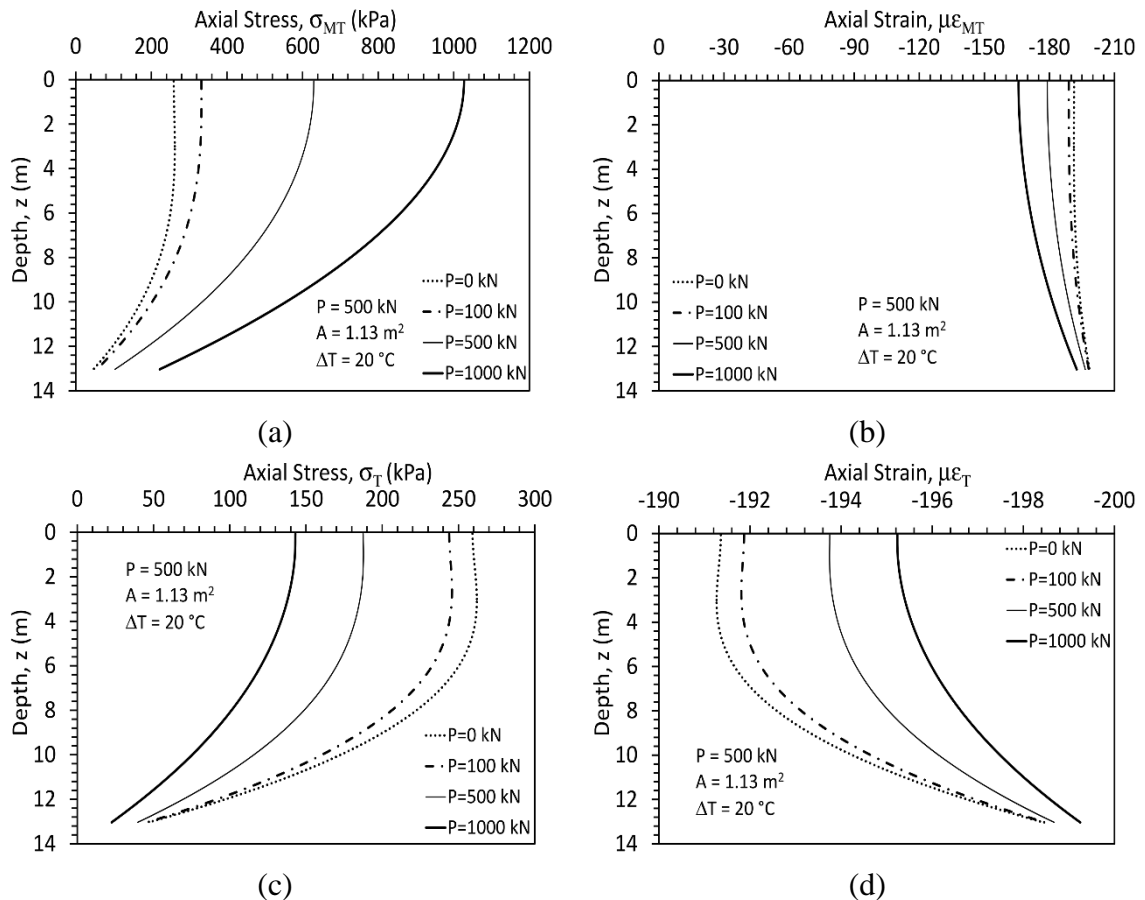 Axial Stress, σMT (kPa)
0 200 400 600 800 1000 1200
Depth, z (m)
0
2
4
6
8
10
12
14
P = 500 kN
A = 1.13 m²
ΔT = 20 °C
P=0 kN
P=100 kN
P=500 kN
P=1000 kN
(a)
Axial Strain, µεMT
0 -30 -60 -90 -120 -150 -180 -210
Depth, z (m)
0
2
4
6
8
10
12
14
P=0 kN
P=100 kN
P=500 kN
P=1000 kN
P = 500 kN
A = 1.13 m²
ΔT = 20 °C
(b)
Axial Stress, σT (kPa)
0 50 100 150 200 250 300
Depth, z (m)
0
2
4
6
8
10
12
14
P = 500 kN
A = 1.13 m²
ΔT = 20 °C
P=0 kN
P=100 kN
P=500 kN
P=1000 kN
(c)
Axial Strain, µεT
-190 -192 -194 -196 -198 -200
Depth, z (m)
0
2
4
6
8
10
12
14
P=0 kN
P=100 kN
P=500 kN
P=1000 kN
P = 500 kN
A = 1.13 m²
ΔT = 20 °C
(d)